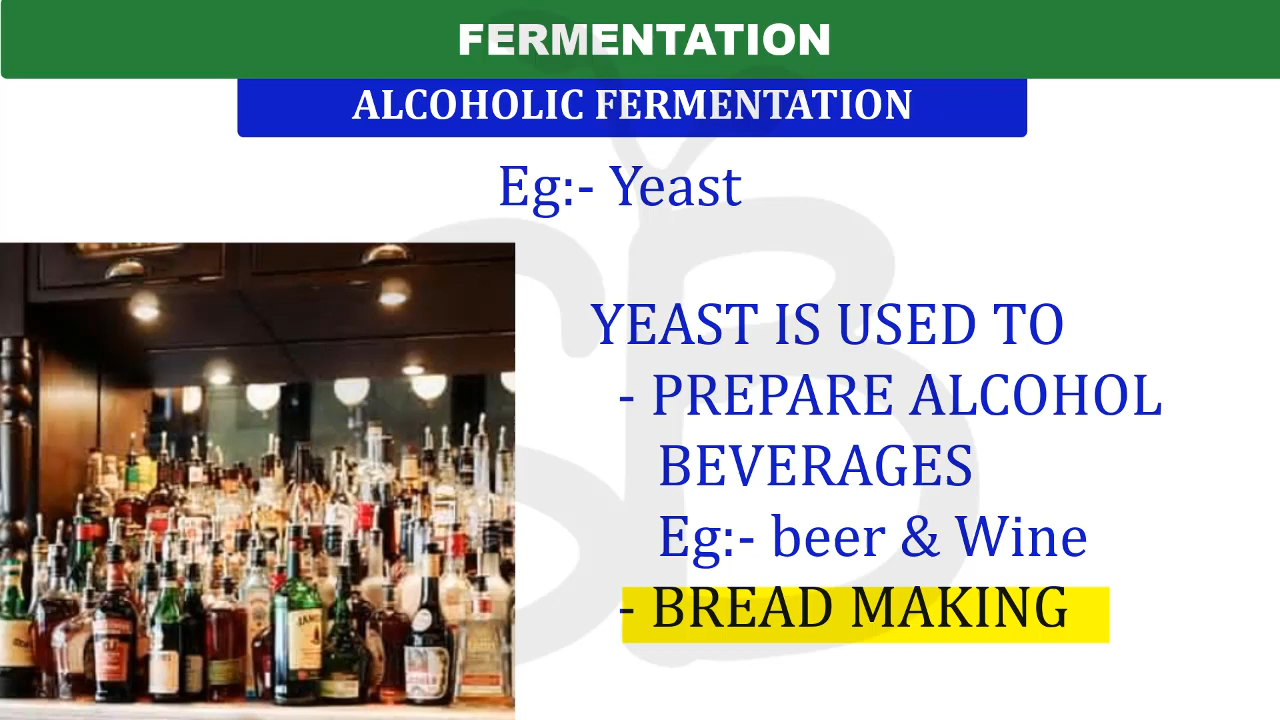 FERMENTATION
ALCOHOLIC FERMENTATION
Eg:- Yeast
YEAST IS USED TO
- PREPARE ALCOHOL
BEVERAGES
Eg:- beer & Wine
- BREAD MAKING